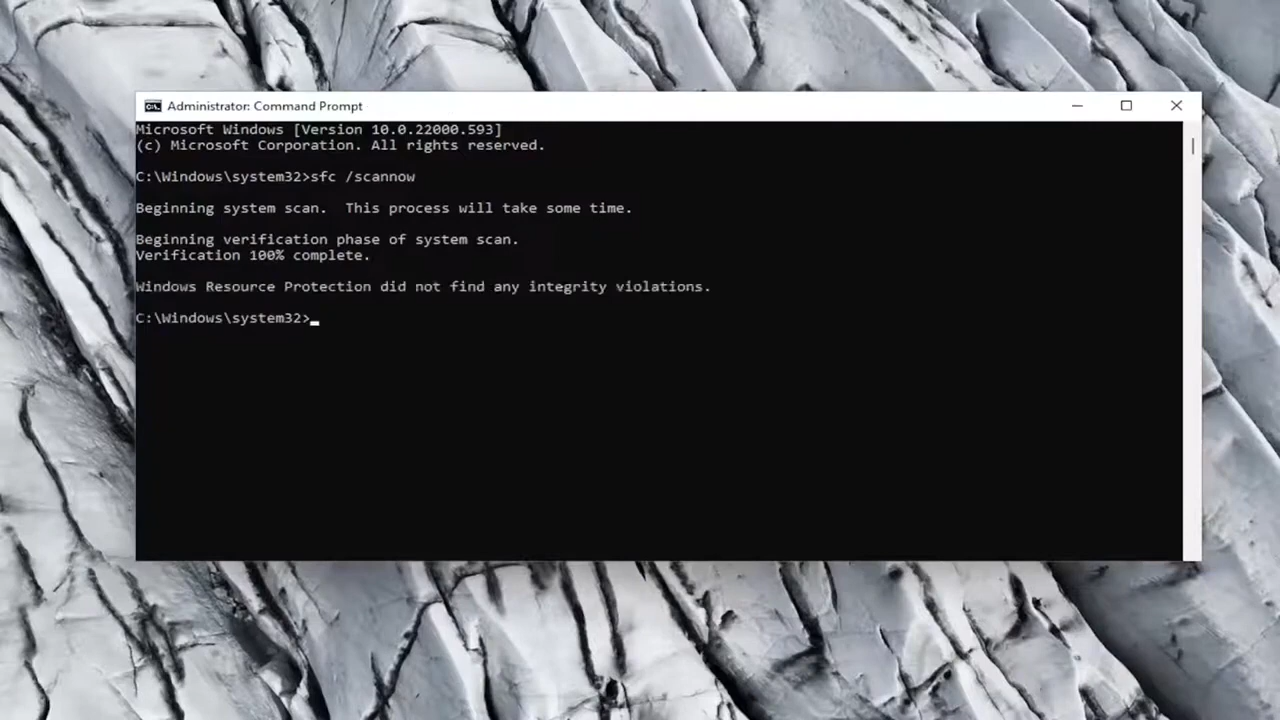 Administrator: Command Prompt
Microsoft Windows [Version 10.0.22000.593]
(c) Microsoft Corporation. All rights reserved.
C:\Windows\system32>sfc /scannow
Beginning system scan.  This process will take some time.
Beginning verification phase of system scan.
Verification 100% complete.
Windows Resource Protection did not find any integrity violations.
C:\Windows\system32>